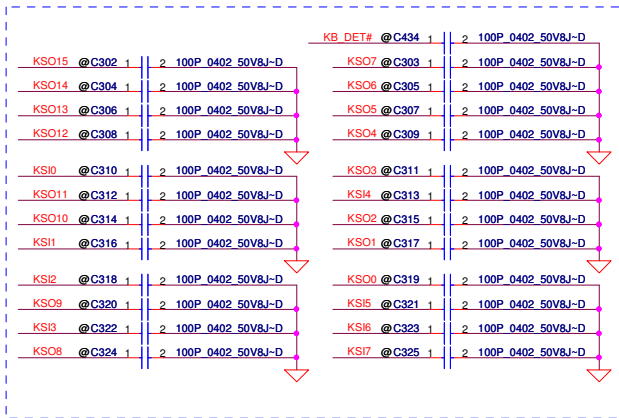 KB_DET# @C434 1 2 100P_0402_50V8J~D
KSO15 @C302 1 2 100P_0402_50V8J~D
KSO14 @C304 1 2 100P_0402_50V8J~D
KSO13 @C306 1 2 100P_0402_50V8J~D
KSO12 @C308 1 2 100P_0402_50V8J~D
KSI0 @C310 1 2 100P_0402_50V8J~D
KSO11 @C312 1 2 100P_0402_50V8J~D
KSO10 @C314 1 2 100P_0402_50V8J~D
KSI1 @C316 1 2 100P_0402_50V8J~D
KSI2 @C318 1 2 100P_0402_50V8J~D
KSO9 @C320 1 2 100P_0402_50V8J~D
KSI3 @C322 1 2 100P_0402_50V8J~D
KSO8 @C324 1 2 100P_0402_50V8J~D
KSO7 @C303 1 2 100P_0402_50V8J~D
KSO6 @C305 1 2 100P_0402_50V8J~D
KSO5 @C307 1 2 100P_0402_50V8J~D
KSO4 @C309 1 2 100P_0402_50V8J~D
KSO3 @C311 1 2 100P_0402_50V8J~D
KSI4 @C313 1 2 100P_0402_50V8J~D
KSO2 @C315 1 2 100P_0402_50V8J~D
KSO1 @C317 1 2 100P_0402_50V8J~D
KSO0 @C319 1 2 100P_0402_50V8J~D
KSI5 @C321 1 2 100P_0402_50V8J~D
KSI6 @C323 1 2 100P_0402_50V8J~D
KSI7 @C325 1 2 100P_0402_50V8J~D